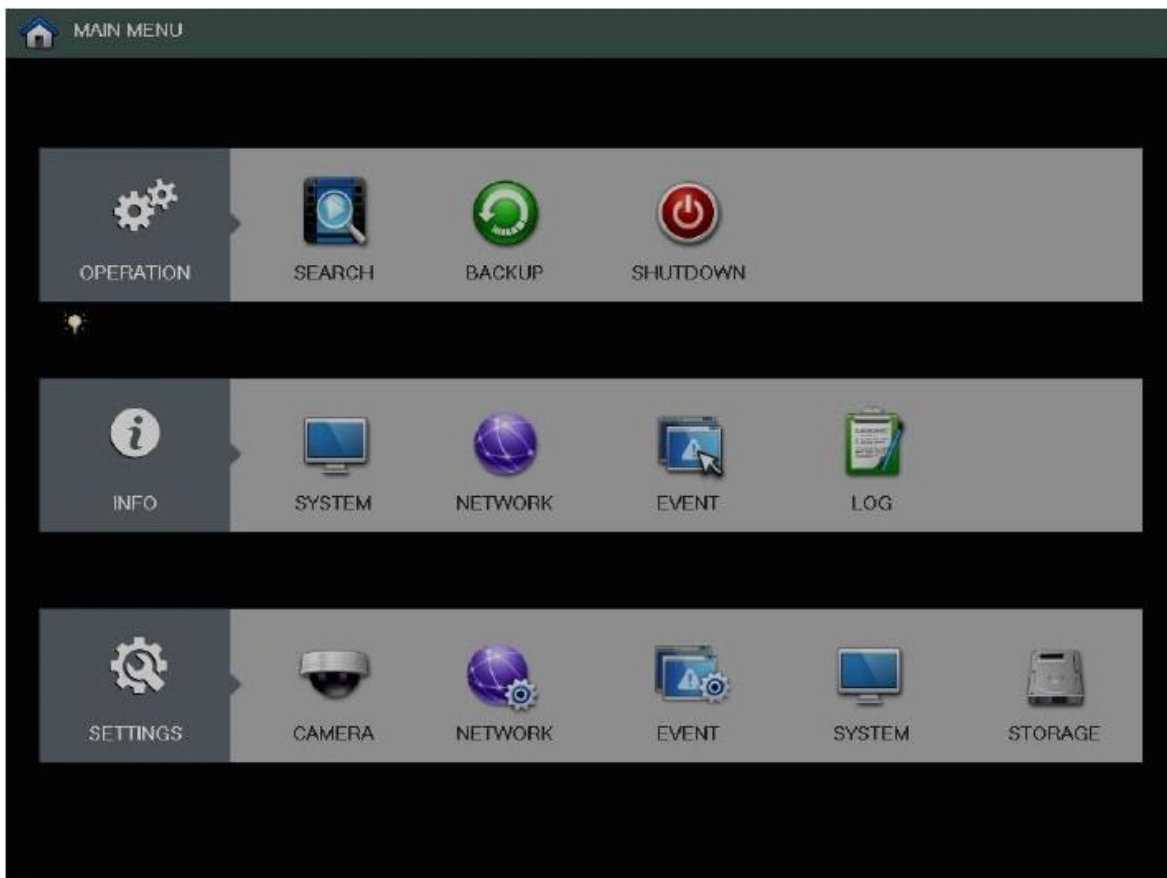 MAIN MENU
OPERATION SEARCH BACKUP SHUTDOWN
INFO SYSTEM NETWORK EVENT LOG
SETTINGS CAMERA NETWORK EVENT SYSTEM STORAGE